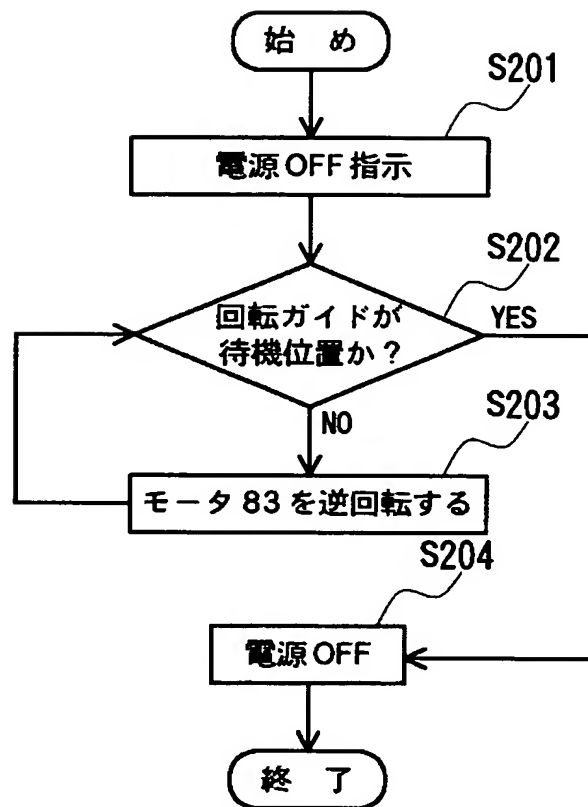 始 め
S201
電源OFF指示
S202
回転ガイドが
待機位置か？
YES
NO
S203
モータ83を逆回転する
S204
電源OFF
終 了